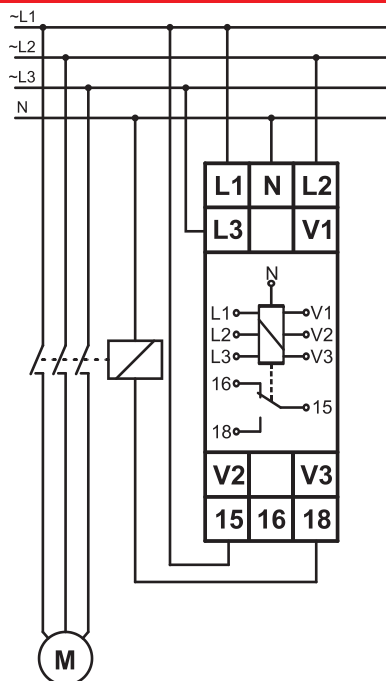 ~L1
~L2
~L3
N
L1 N L2
L3 V1
N
L1 V1
L2 V2
L3 V3
16
15
18
V2 V3
15 16 18
M